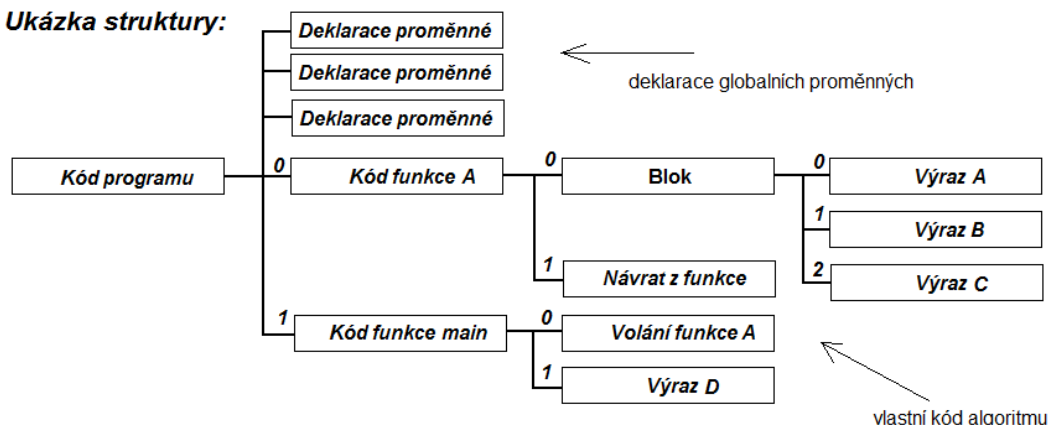 Ukázka struktury:
Deklarace proměnné
Deklarace proměnné
deklarace globalních proměnných
Deklarace proměnné
Kód programu
0
Kód funkce A
0
Blok
0
Výraz A
1
Výraz B
1
Návrat z funkce
2
Výraz C
1
Kód funkce main
0
Volání funkce A
1
Výraz D
vlastní kód algoritmu